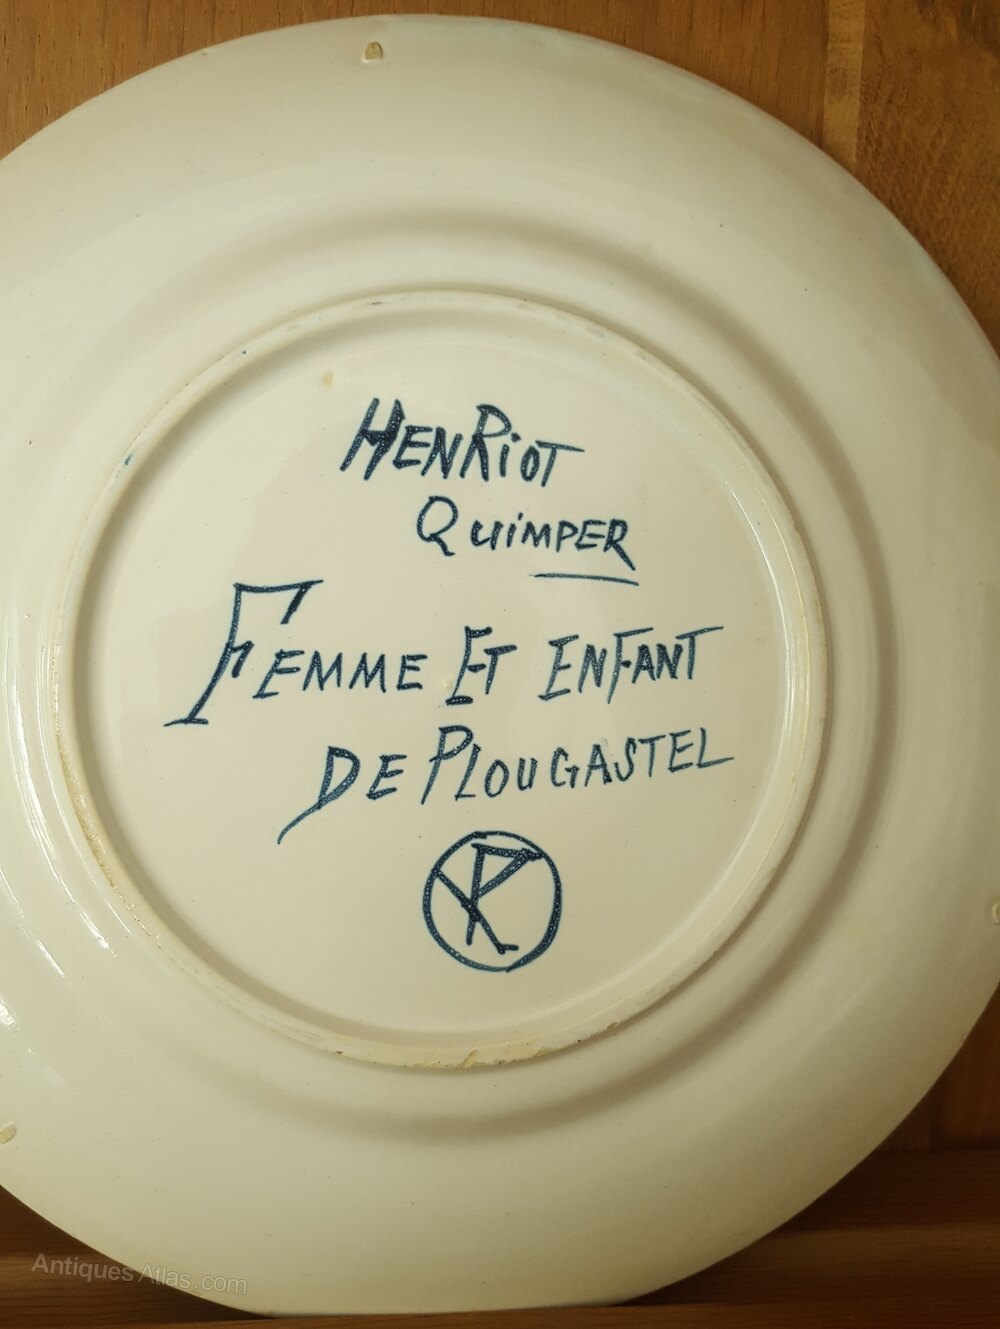 HENRiOT
QUiMPER
FEMME ET ENFANT
DE PLOUGASTEL
Antiques Atlas.com